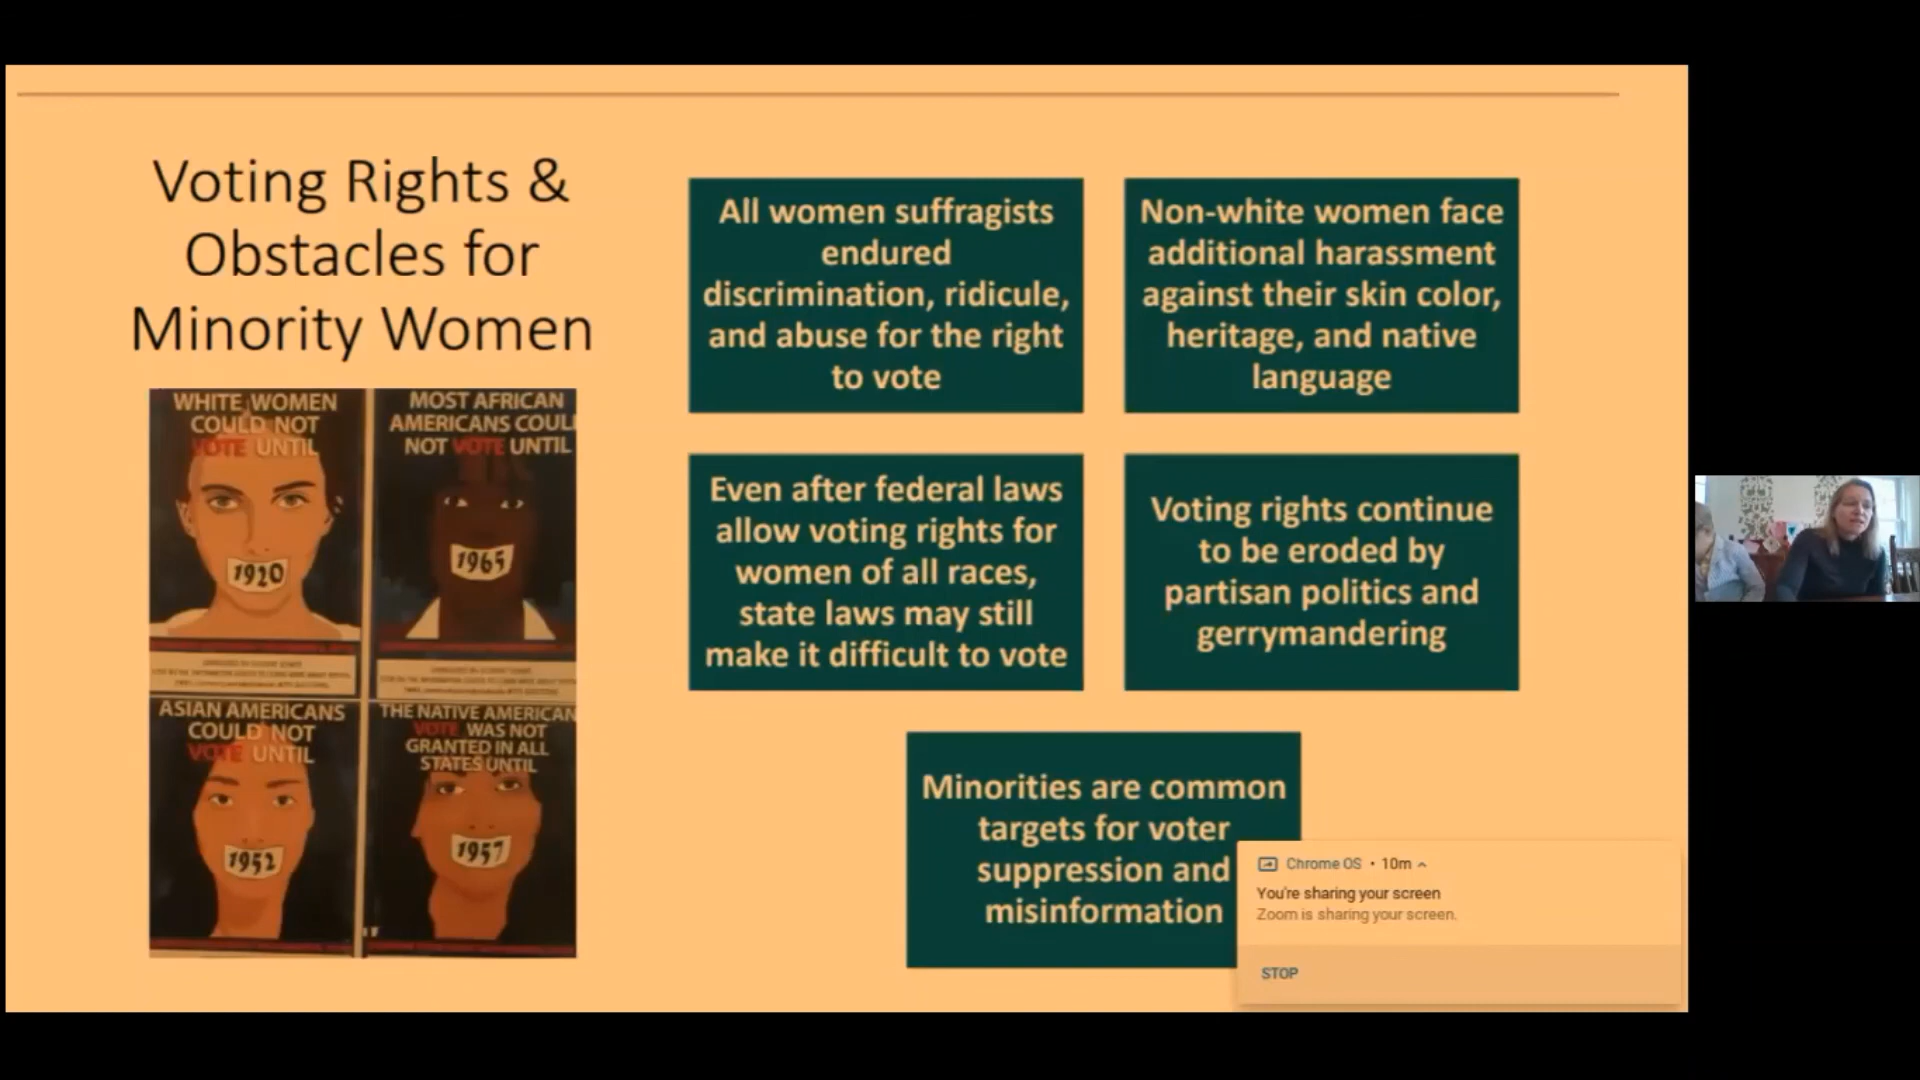 Voting Rights &
Obstacles for
Minority Women
WHITE WOMEN
COULD NOT
VOTE UNTIL
1920
MOST AFRICAN
AMERICANS COUL
NOT VOTE UNTIL
1965
ASIAN AMERICANS
COULD NOT
VOTE UNTIL
1952
THE NATIVE AMERICAN
VOTE WAS NOT
GRANTED IN ALL
STATES UNTIL
1957
All women suffragists
endured
discrimination, ridicule,
and abuse for the right
to vote
Non-white women face
additional harassment
against their skin color,
heritage, and native
language
Even after federal laws
allow voting rights for
women of all races,
state laws may still
make it difficult to vote
Voting rights continue
to be eroded by
partisan politics and
gerrymandering
Minorities are common
targets for voter
suppression and
misinformation
Chrome OS • 10m
You're sharing your screen
Zoom is sharing your screen.
STOP